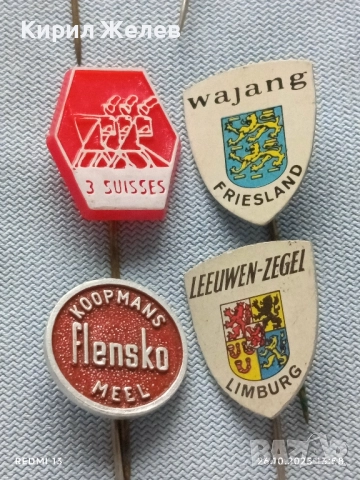 Кирил Желев
3 SUISSES
wajang
FRIESLAND
KOOPMANS
flensko
MEEL
LEEUWEN-ZEGEL
LIMBURG
REDMI 13